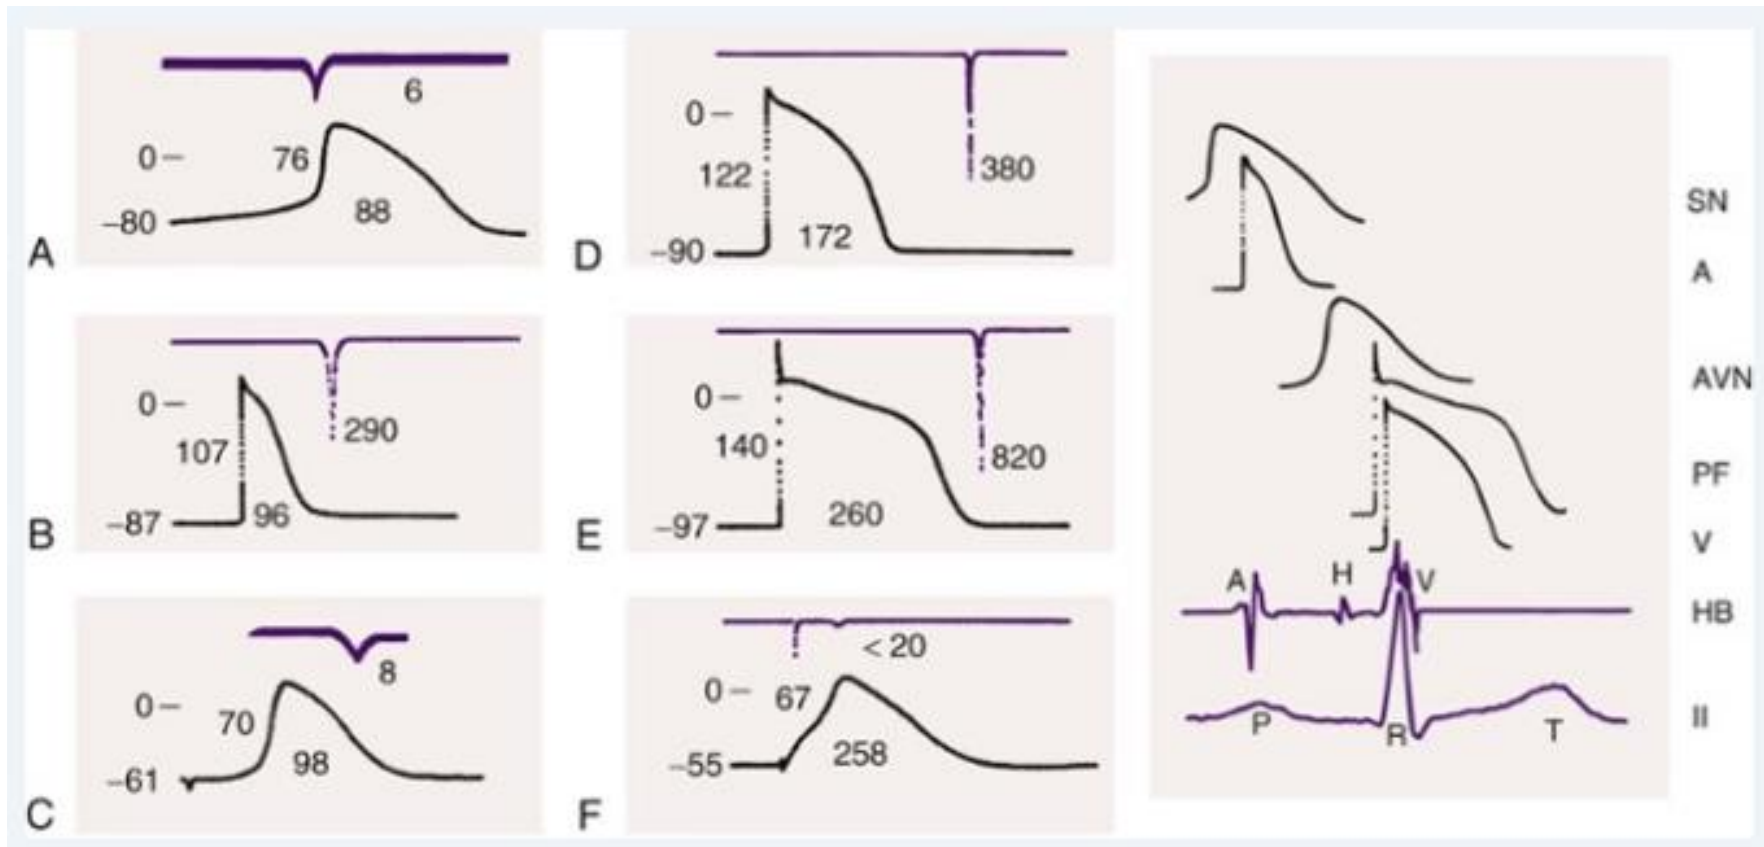 6
0 –
76
88
–80
A
0 –
290
107
96
–87
B
8
0 –
70
98
–61
C
0 –
122
380
172
–90
D
0 –
140
820
260
–97
E
< 20
0 –
67
258
–55
F
SN
A
AVN
PF
V
A H V
HB
P R T
II